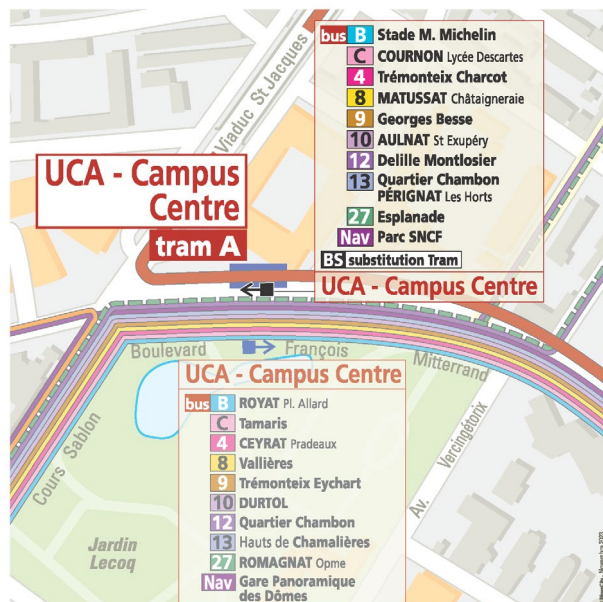 Viaduc St Jacques
bus B Stade M. Michelin
C COURNON Lycée Descartes
4 Trémonteix Charcot
8 MATUSSAT Châtaigneraie
9 Georges Besse
10 AULNAT St Exupéry
12 Delille Montlosier
13 Quartier Chambon
PÉRIGNAT Les Horts
27 Esplanade
Nav Parc SNCF
BS substitution Tram
UCA - Campus Centre
UCA - Campus
Centre
tram A
Boulevard François Mitterrand
UCA - Campus Centre
bus B ROYAT Pl. Allard
C Tamaris
4 CEYRAT Pradeaux
8 Vallières
9 Trémonteix Eychart
10 DURTOL
12 Quartier Chambon
13 Hauts de Chamalières
27 ROMAGNAT Opme
Nav Gare Panoramique
des Dômes
Cours Sablon
Av. Vercingétorix
Jardin
Lecoq